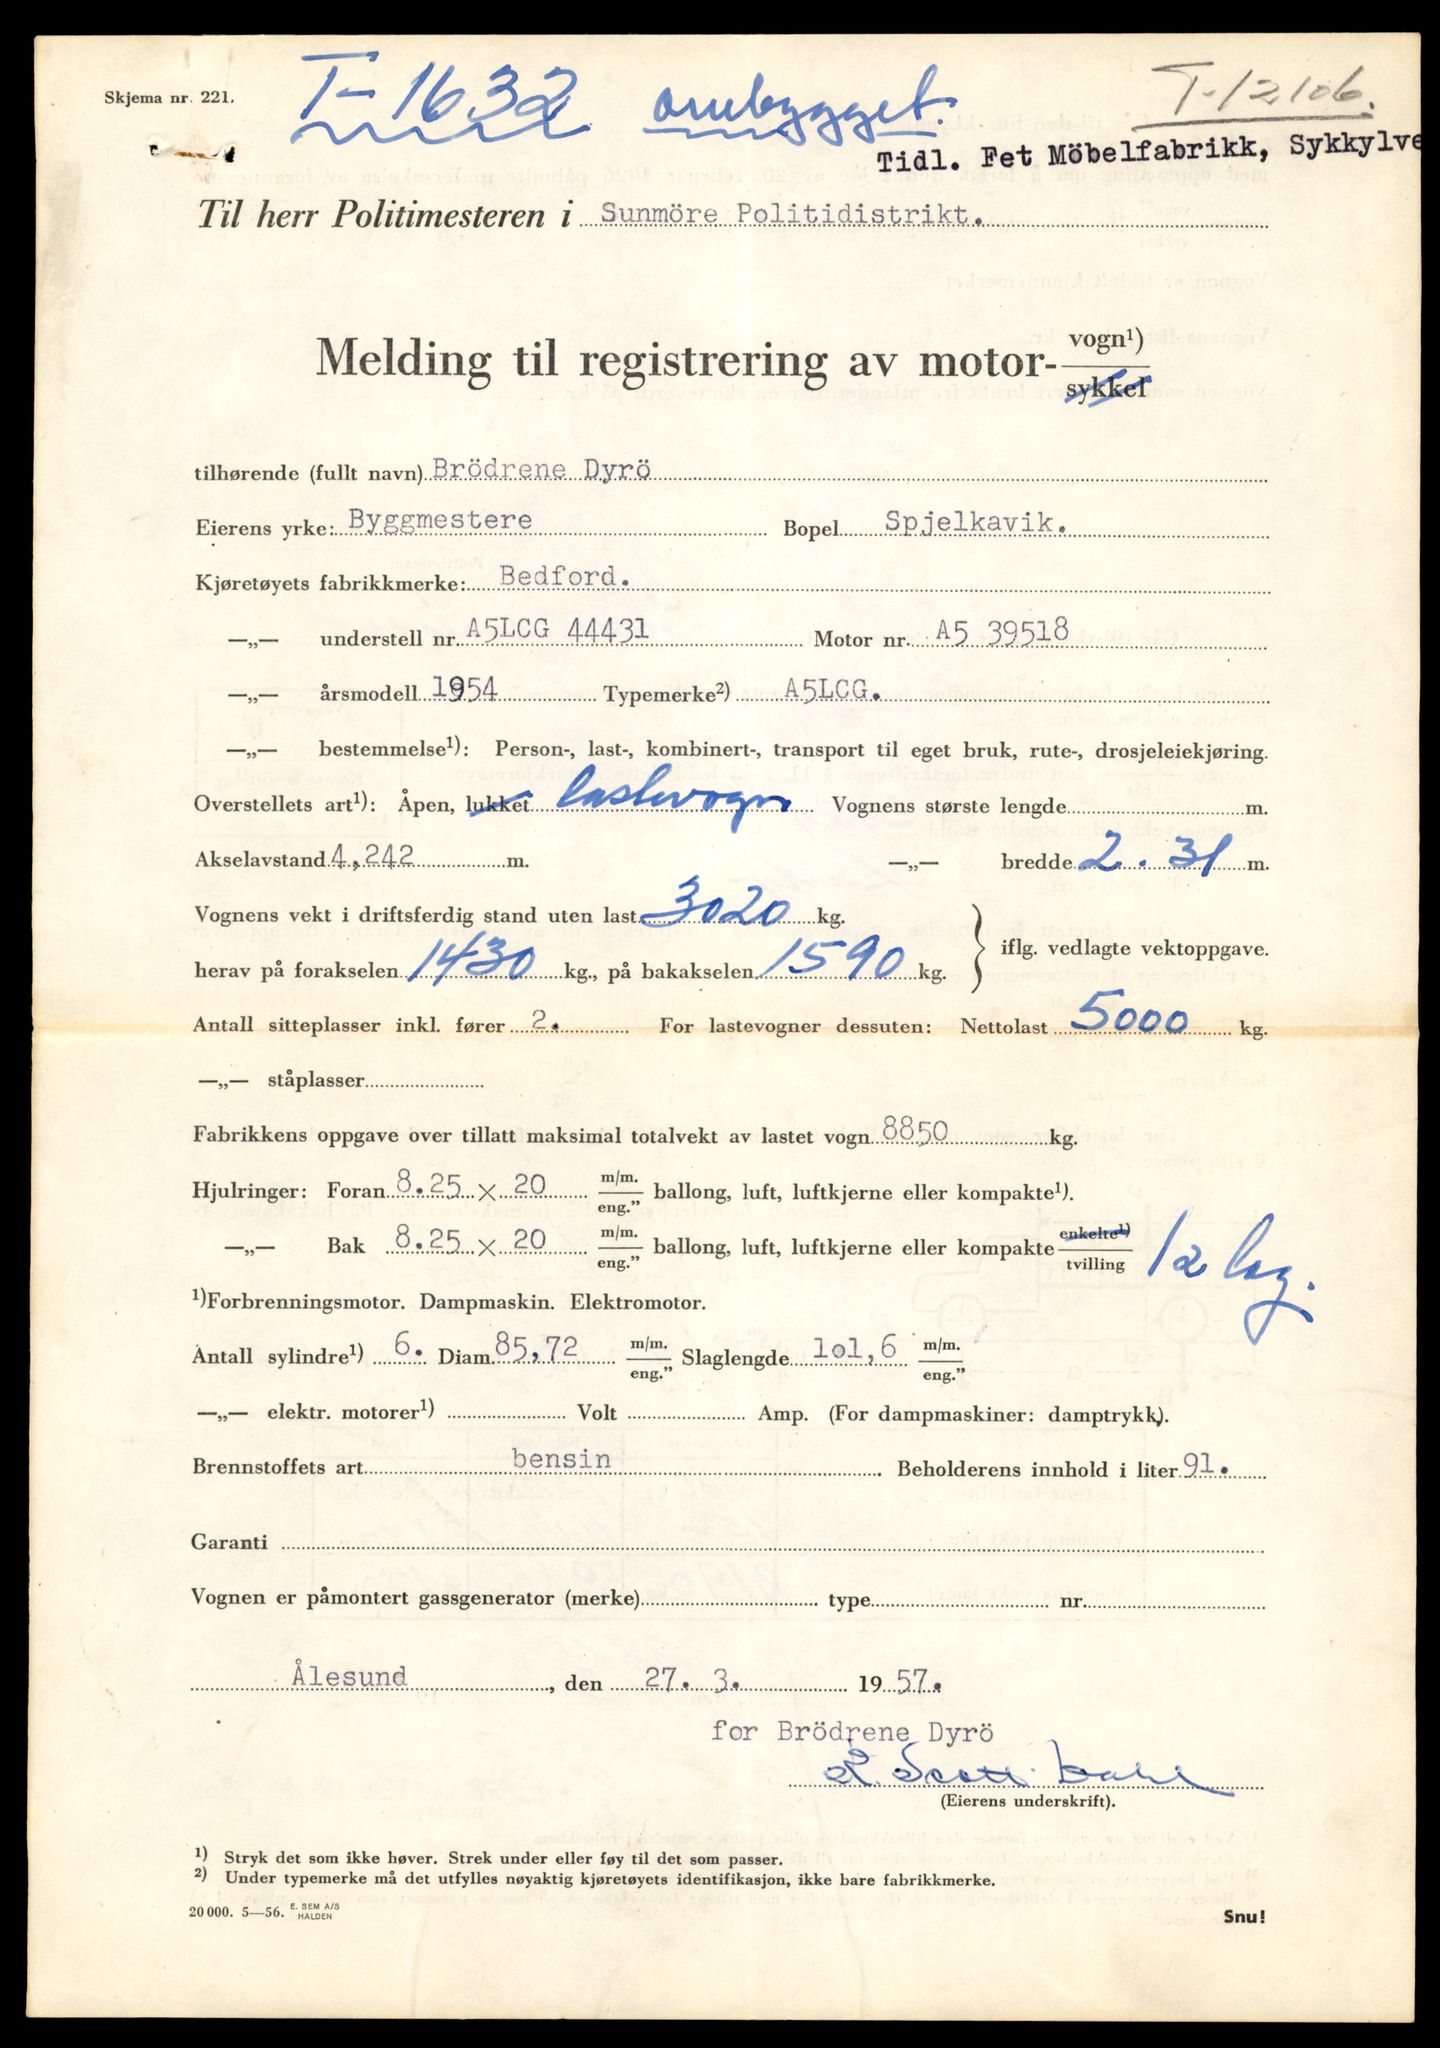 Skjema nr. 221.
T-1632 ombygget.
T-12106.
Tidl. Fet Möbelfabrikk, Sykkylve
Til herr Politimesteren i Sunmöre Politidistrikt.
Melding til registrering av motor- vogn¹) sykkel
tilhørende (fullt navn) Brödrene Dyrö
Eierens yrke: Byggmestere Bopel Spjelkavik.
Kjøretøyets fabrikkmerke: Bedford.
—„— understell nr. A5LCG 44431 Motor nr. A5 39518
—„— årsmodell 1954 Typemerke²) A5LCG.
—„— bestemmelse¹): Person-, last-, kombinert-, transport til eget bruk, rute-, drosjeleiekjøring.
Overstellets art¹): Åpen, lukket lastevogn Vognens største lengde m.
Akselavstand 4,242 m. —„— bredde 2.31 m.
Vognens vekt i driftsferdig stand uten last 3020 kg.
herav på forakselen 1430 kg., på bakakselen 1590 kg. } iflg. vedlagte vektoppgave.
Antall sitteplasser inkl. fører 2. For lastevogner dessuten: Nettolast 5000 kg.
—„— ståplasser
Fabrikkens oppgave over tillatt maksimal totalvekt av lastet vogn 8850 kg.
Hjulringer: Foran 8.25 × 20 m/m. eng.” ballong, luft, luftkjerne eller kompakte¹).
—„— Bak 8.25 × 20 m/m. eng.” ballong, luft, luftkjerne eller kompakte enkelte¹) tvilling 12 lag.
¹)Forbrenningsmotor. Dampmaskin. Elektromotor.
Antall sylindre¹) 6. Diam. 85,72 m/m. eng.” Slaglengde 101,6 m/m. eng.”
—„— elektr. motorer¹) Volt Amp. (For dampmaskiner: damptrykk).
Brennstoffets art bensin Beholderens innhold i liter 91.
Garanti
Vognen er påmontert gassgenerator (merke) type nr.
Ålesund, den 27. 3. 1957.
for Brödrene Dyrö
(Eierens underskrift).
¹) Stryk det som ikke høver. Strek under eller føy til det som passer.
²) Under typemerke må det utfylles nøyaktig kjøretøyets identifikasjon, ikke bare fabrikkmerke.
20 000. 5—56. E. SEM A/S HALDEN
Snu!